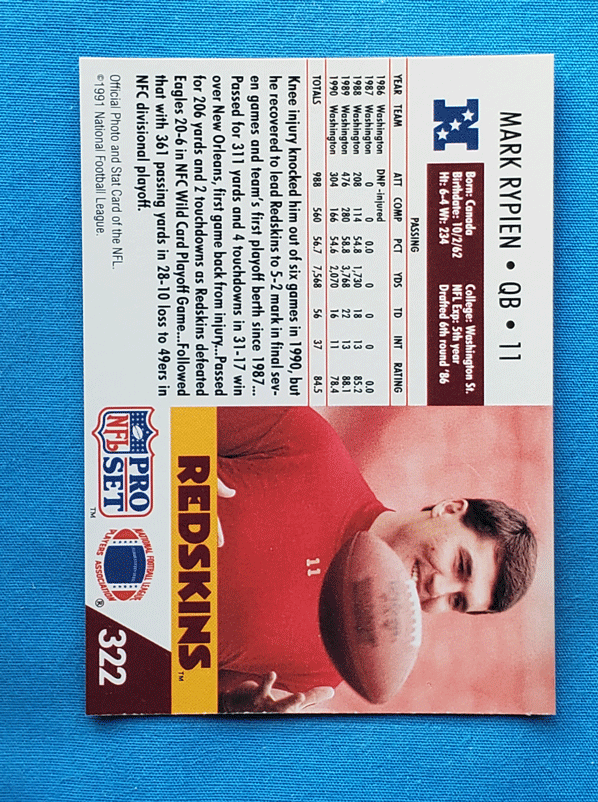 MARK RYPIEN • QB • 11
N
Born: Canada
Birthdate: 10/2/62
Ht: 6-4 Wt: 234
College: Washington St.
NFL Exp: 5th year
Drafted 6th round '86
PASSING
YEAR TEAM ATT COMP PCT YDS TD INT RATING
1986 Washington DNP -injured
1987 Washington 0 0 0.0 0 0 0 0.0
1988 Washington 208 114 54.8 1,730 18 13 85.2
1989 Washington 476 280 58.8 3,768 22 13 88.1
1990 Washington 304 166 54.6 2,070 16 11 78.4
TOTALS 988 560 56.7 7,568 56 37 84.5
Knee injury knocked him out of six games in 1990, but
he recovered to lead Redskins to 5-2 mark in final sev-
en games and team's first playoff berth since 1987...
Passed for 311 yards and 4 touchdowns in 31-17 win
over New Orleans, first game back from injury...Passed
for 206 yards and 2 touchdowns as Redskins defeated
Eagles 20-6 in NFC Wild Card Playoff Game....Followed
that with 361 passing yards in 28-10 loss to 49ers in
NFC divisional playoff.
Official Photo and Stat Card of the NFL.
©1991 National Football League.
11
REDSKINS™
PRO
NFL SET™
NATIONAL FOOTBALL LEAGUE
PLAYERS ASSOCIATION®
322